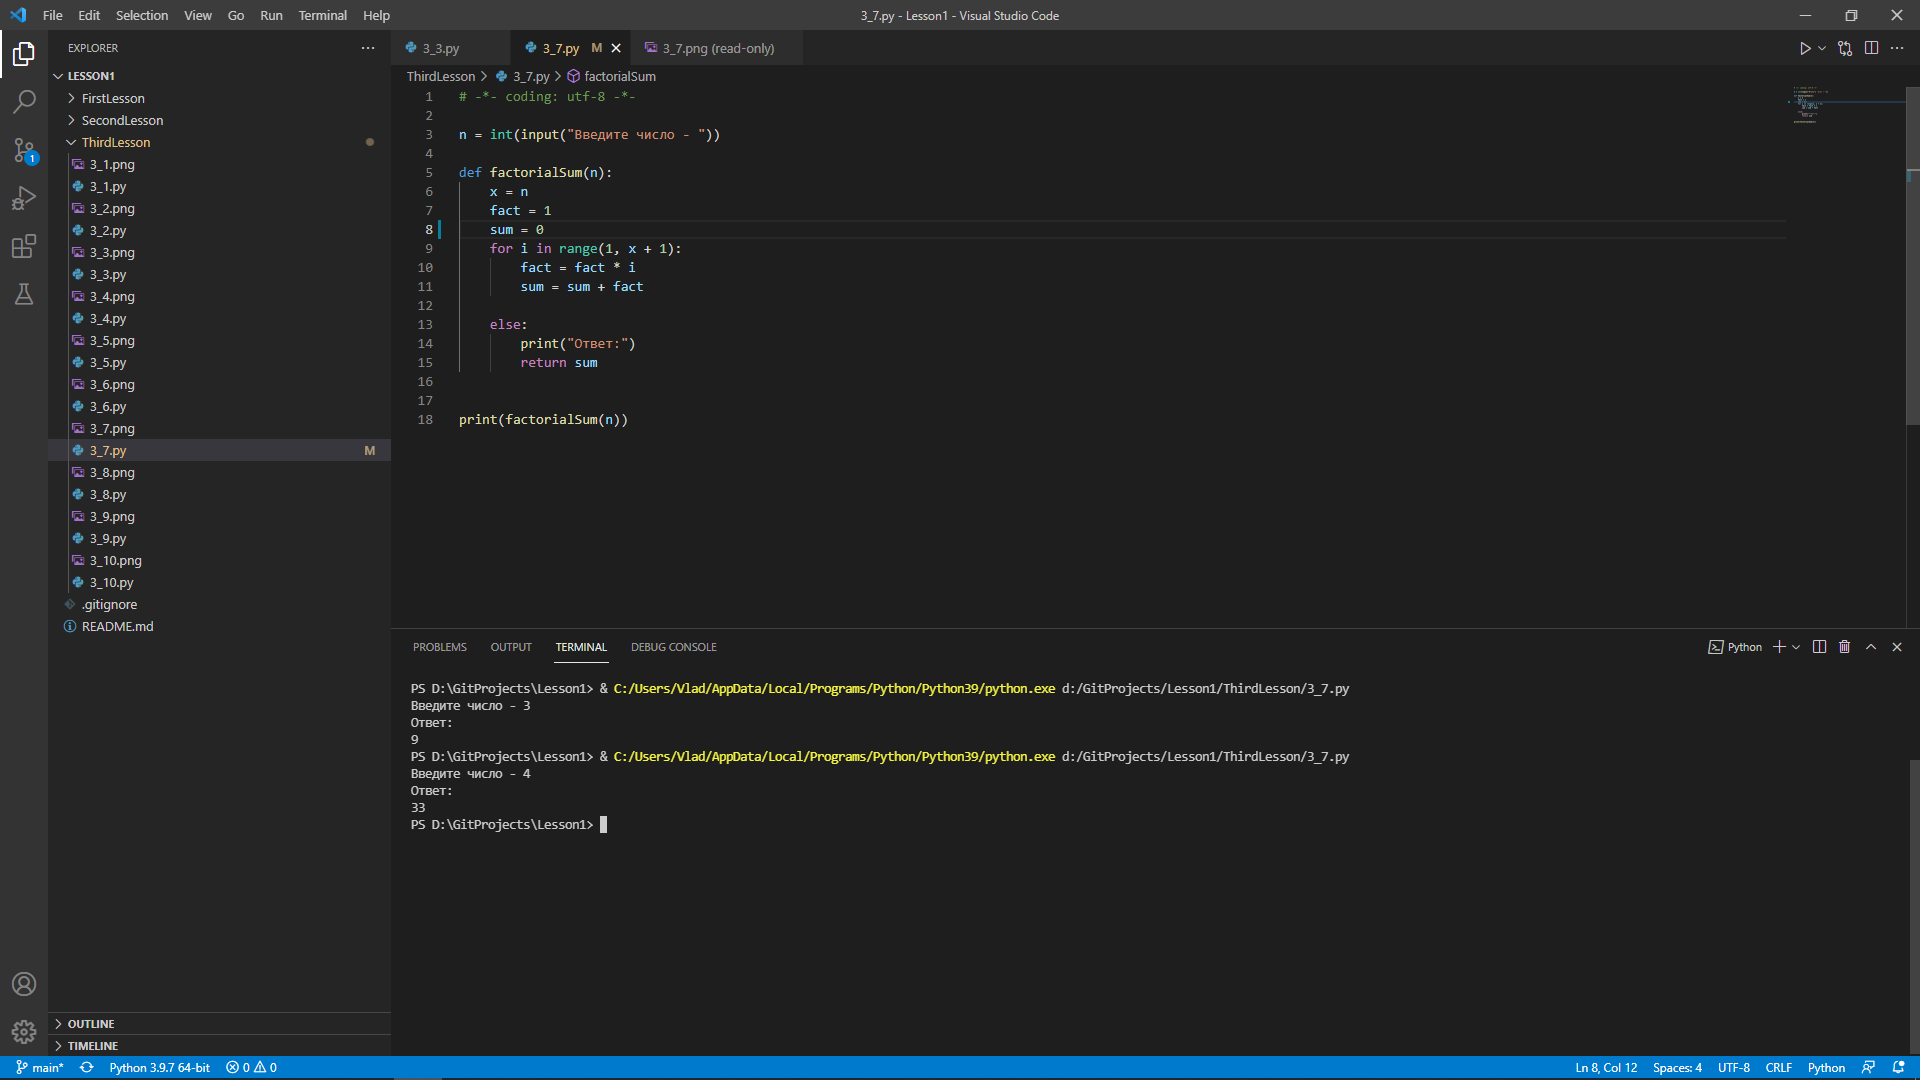 File Edit Selection View Go Run Terminal Help
3_7.py - Lesson1 - Visual Studio Code
EXPLORER
LESSON1
FirstLesson
SecondLesson
ThirdLesson
3_1.png
3_1.py
3_2.png
3_2.py
3_3.png
3_3.py
3_4.png
3_4.py
3_5.png
3_5.py
3_6.png
3_6.py
3_7.png
3_7.py M
3_8.png
3_8.py
3_9.png
3_9.py
3_10.png
3_10.py
.gitignore
README.md
OUTLINE
TIMELINE
1
3_3.py 3_7.py M 3_7.png (read-only)
ThirdLesson 3_7.py factorialSum
1 # -*- coding: utf-8 -*-
2
3 n = int(input("Введите число - "))
4
5 def factorialSum(n):
6 x = n
7 fact = 1
8 sum = 0
9 for i in range(1, x + 1):
10 fact = fact * i
11 sum = sum + fact
12
13 else:
14 print("Ответ:")
15 return sum
16
17
18 print(factorialSum(n))
PROBLEMS OUTPUT TERMINAL DEBUG CONSOLE
Python
PS D:\GitProjects\Lesson1> & C:/Users/Vlad/AppData/Local/Programs/Python/Python39/python.exe d:/GitProjects/Lesson1/ThirdLesson/3_7.py
Введите число - 3
Ответ:
9
PS D:\GitProjects\Lesson1> & C:/Users/Vlad/AppData/Local/Programs/Python/Python39/python.exe d:/GitProjects/Lesson1/ThirdLesson/3_7.py
Введите число - 4
Ответ:
33
PS D:\GitProjects\Lesson1>
main* Python 3.9.7 64-bit 0 0
Ln 8, Col 12 Spaces: 4 UTF-8 CRLF Python